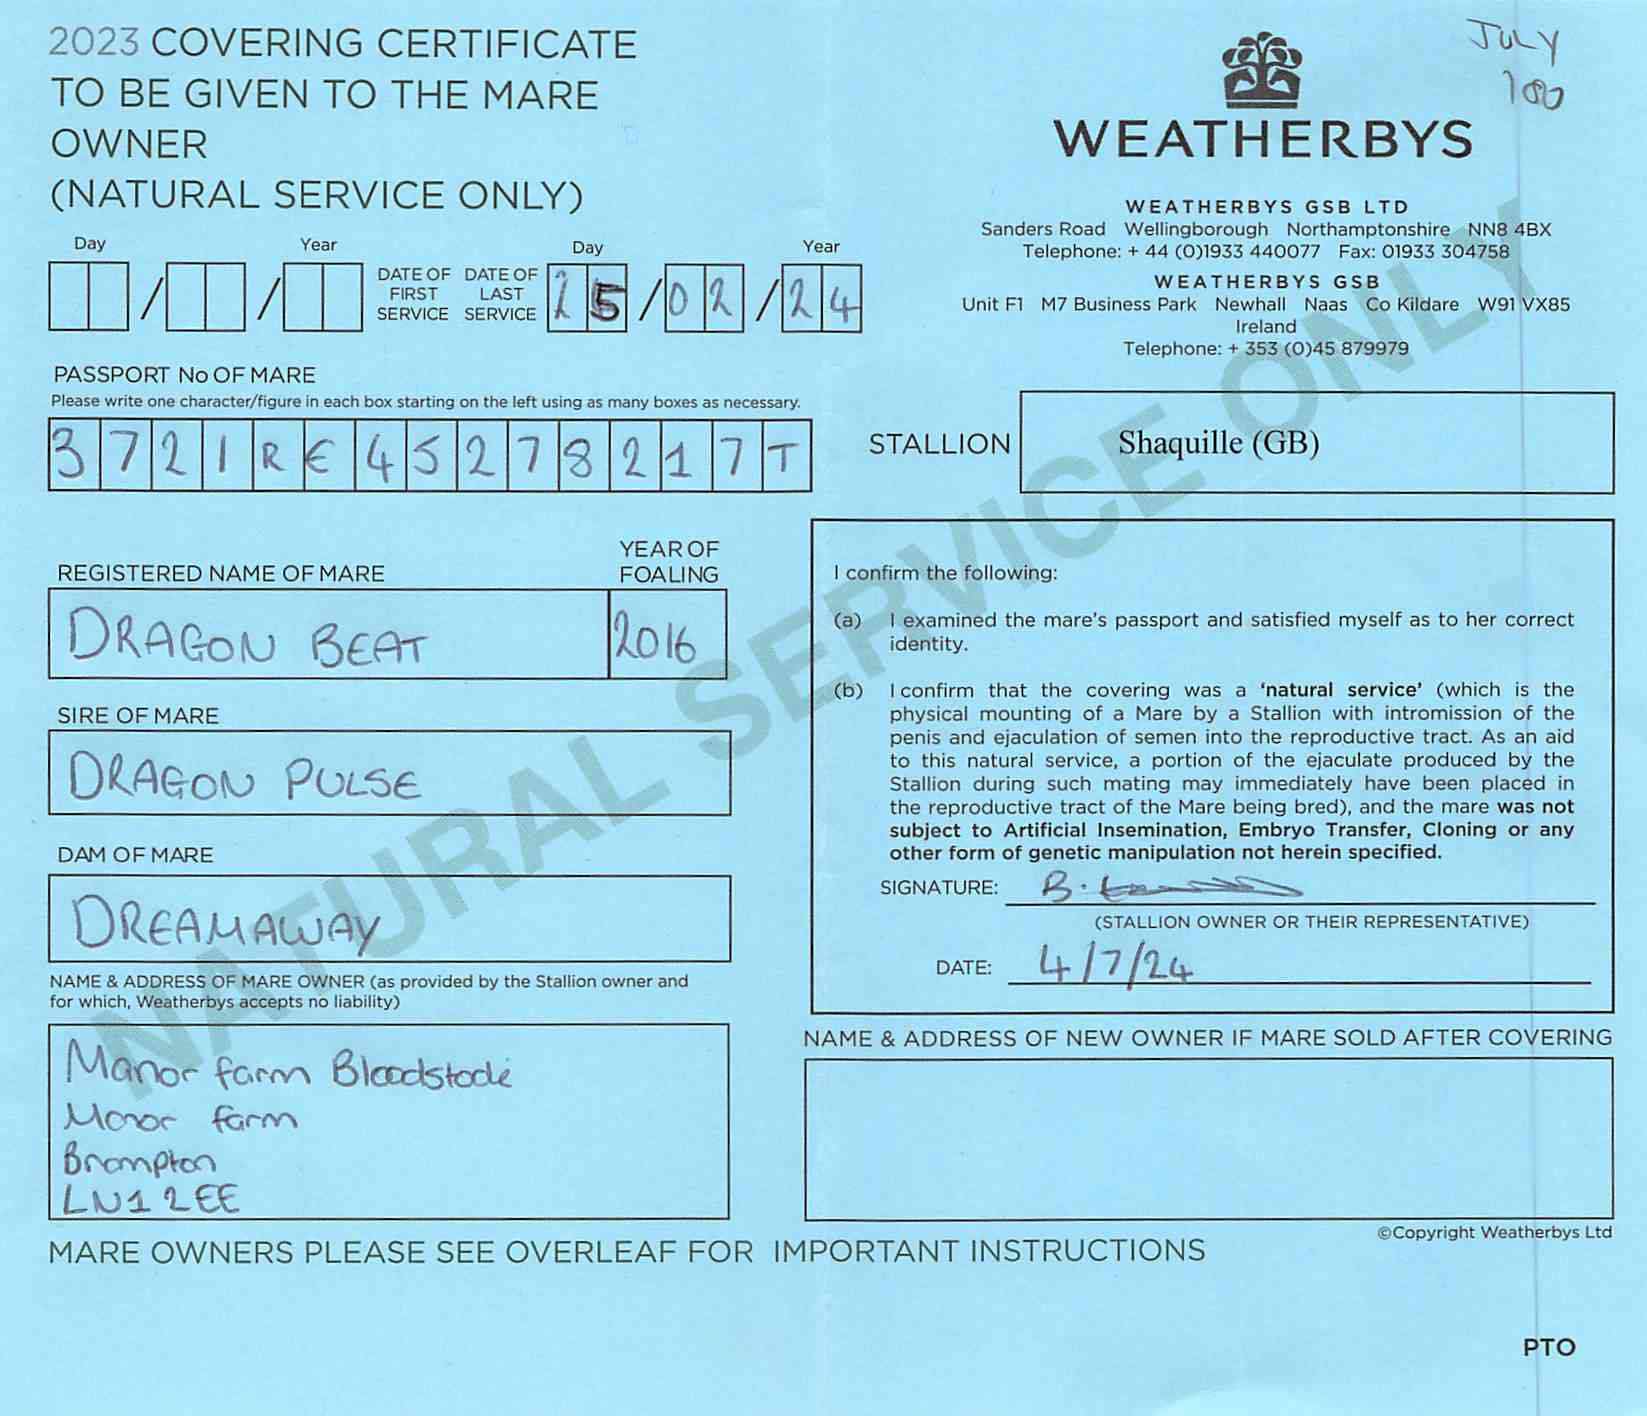 2023 COVERING CERTIFICATE
TO BE GIVEN TO THE MARE
OWNER
(NATURAL SERVICE ONLY)
JULY
WEATHERBYS
WEATHERBYS GSB LTD
Sanders Road Wellingborough Northamptonshire NN8 4BX
Telephone: + 44 (0)1933 440077 Fax: 01933 304758
WEATHERBYS GSB
Unit F1 M7 Business Park Newhall Naas Co Kildare W91 VX85
Ireland
Telephone: + 353 (0)45 879979
Day Year
/ /
DATE OF FIRST SERVICE
DATE OF LAST SERVICE
Day Year
25/02/24
PASSPORT No OF MARE
Please write one character/figure in each box starting on the left using as many boxes as necessary.
372IRE45278217T
STALLION
Shaquille (GB)
REGISTERED NAME OF MARE
DRAGON BEAT
YEAR OF
FOALING
2016
SIRE OF MARE
DRAGON PULSE
DAM OF MARE
DREAMAWAY
NAME & ADDRESS OF MARE OWNER (as provided by the Stallion owner and
for which, Weatherbys accepts no liability)
Manor farm Bloodstock
Manor farm
Brampton
LN1 2EE
I confirm the following:
(a) I examined the mare's passport and satisfied myself as to her correct
identity.
(b) I confirm that the covering was a 'natural service' (which is the
physical mounting of a Mare by a Stallion with intromission of the
penis and ejaculation of semen into the reproductive tract. As an aid
to this natural service, a portion of the ejaculate produced by the
Stallion during such mating may immediately have been placed in
the reproductive tract of the Mare being bred), and the mare was not
subject to Artificial Insemination, Embryo Transfer, Cloning or any
other form of genetic manipulation not herein specified.
SIGNATURE: B.
(STALLION OWNER OR THEIR REPRESENTATIVE)
DATE: 4/7/24
NAME & ADDRESS OF NEW OWNER IF MARE SOLD AFTER COVERING
©Copyright Weatherbys Ltd
MARE OWNERS PLEASE SEE OVERLEAF FOR IMPORTANT INSTRUCTIONS
PTO
NATURAL SERVICE ONLY